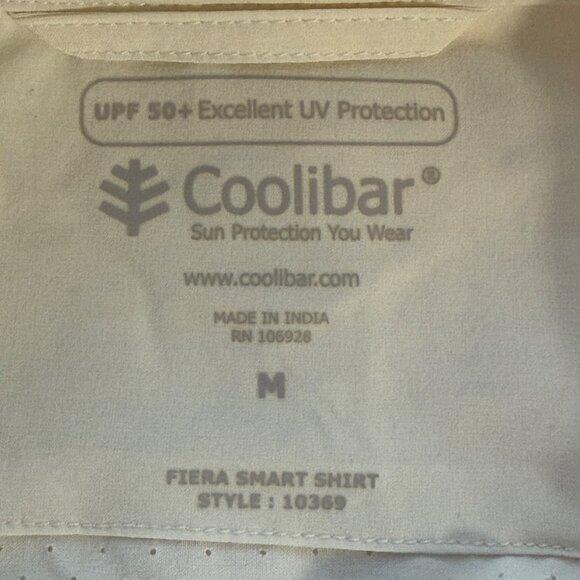 UPF 50+ Excellent UV Protection
Coolibar®
Sun Protection You Wear
www.coolibar.com
MADE IN INDIA
RN 106928
M
FIERA SMART SHIRT
STYLE : 10369